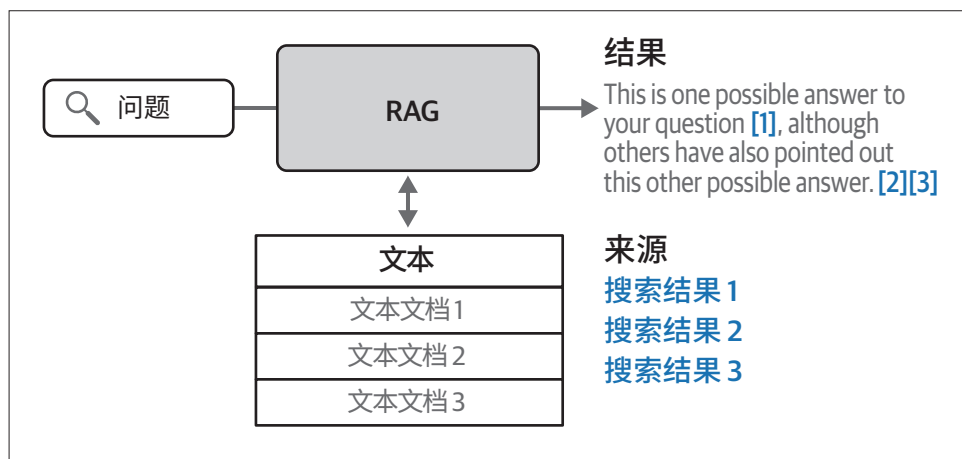 问题
RAG
结果
This is one possible answer to
your question [1], although
others have also pointed out
this other possible answer. [2][3]
文本
文本文档 1
文本文档 2
文本文档 3
来源
搜索结果 1
搜索结果 2
搜索结果 3